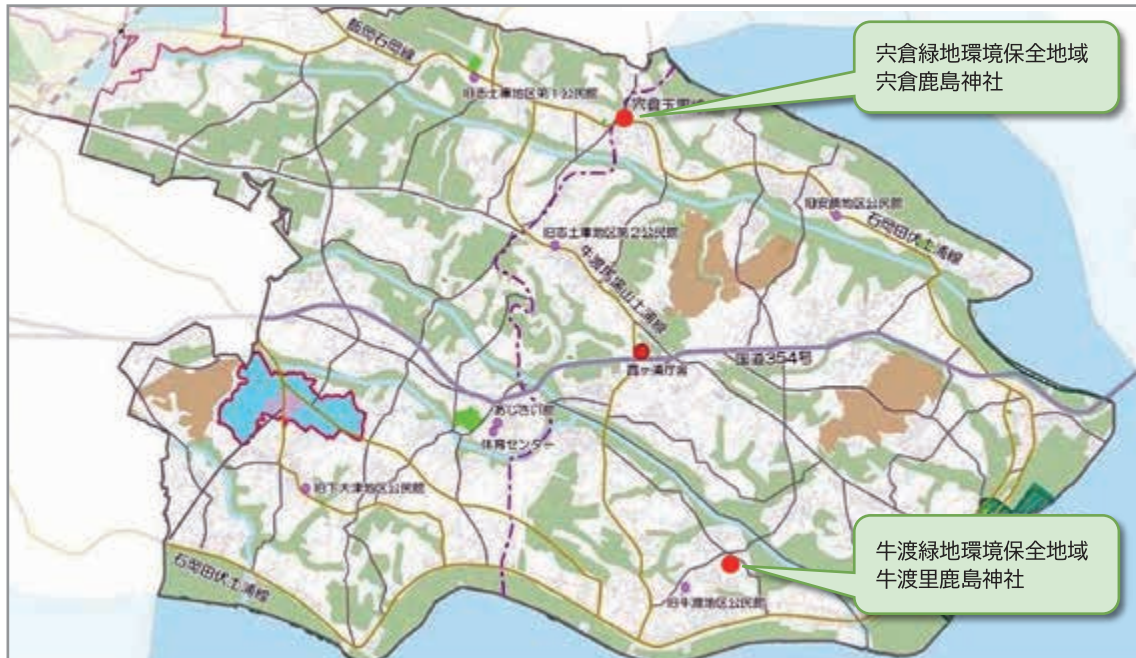 飯岡石岡線
宍倉緑地環境保全地域
宍倉鹿島神社
旧志士庫地区第1公民館
宍倉玉里線
旧安飾地区公民館
石岡田伏土浦線
旧志士庫地区第2公民館
牛渡馬場山土浦線
国道354号
霞ヶ浦庁舎
あじさい館
体育センター
旧下大津地区公民館
石岡田伏土浦線
牛渡緑地環境保全地域
牛渡里鹿島神社
旧牛渡地区公民館